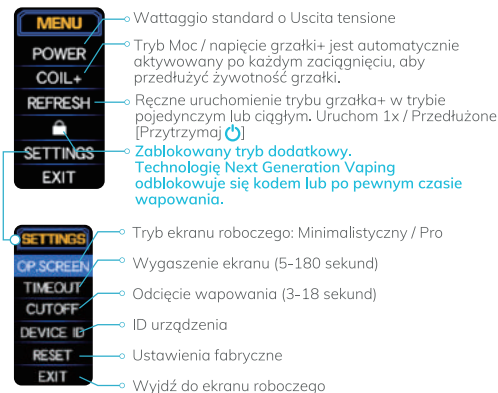 MENU
Wattaggio standard o Uscita tensione
POWER
Tryb Moc / napięcie grzałki+ jest automatycznie
aktywowany po każdym zaciągnięciu, aby
przedłużyć żywotność grzałki.
COIL+
REFRESH
Ręczne uruchomienie trybu grzałka+ w trybie
pojedynczym lub ciągłym. Uruchom 1x / Przedłużone
[Przytrzymaj ]
SETTINGS
Zablokowany tryb dodatkowy.
Technologię Next Generation Vaping
odblokowuje się kodem lub po pewnym czasie
wapowania.
EXIT
SETTINGS
OP.SCREEN
Tryb ekranu roboczego: Minimalistyczny / Pro
TIMEOUT
Wygaszenie ekranu (5-180 sekund)
CUTOFF
Odcięcie wapowania (3-18 sekund)
DEVICE ID
ID urządzenia
RESET
Ustawienia fabryczne
EXIT
Wyjdź do ekranu roboczego